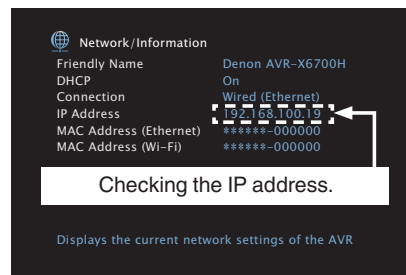 Network/Information
Friendly Name Denon AVR-X6700H
DHCP On
Connection Wired (Ethernet)
IP Address 192.168.100.19
MAC Address (Ethernet) ******-000000
MAC Address (Wi-Fi) ******-000000
Checking the IP address.
Displays the current network settings of the AVR